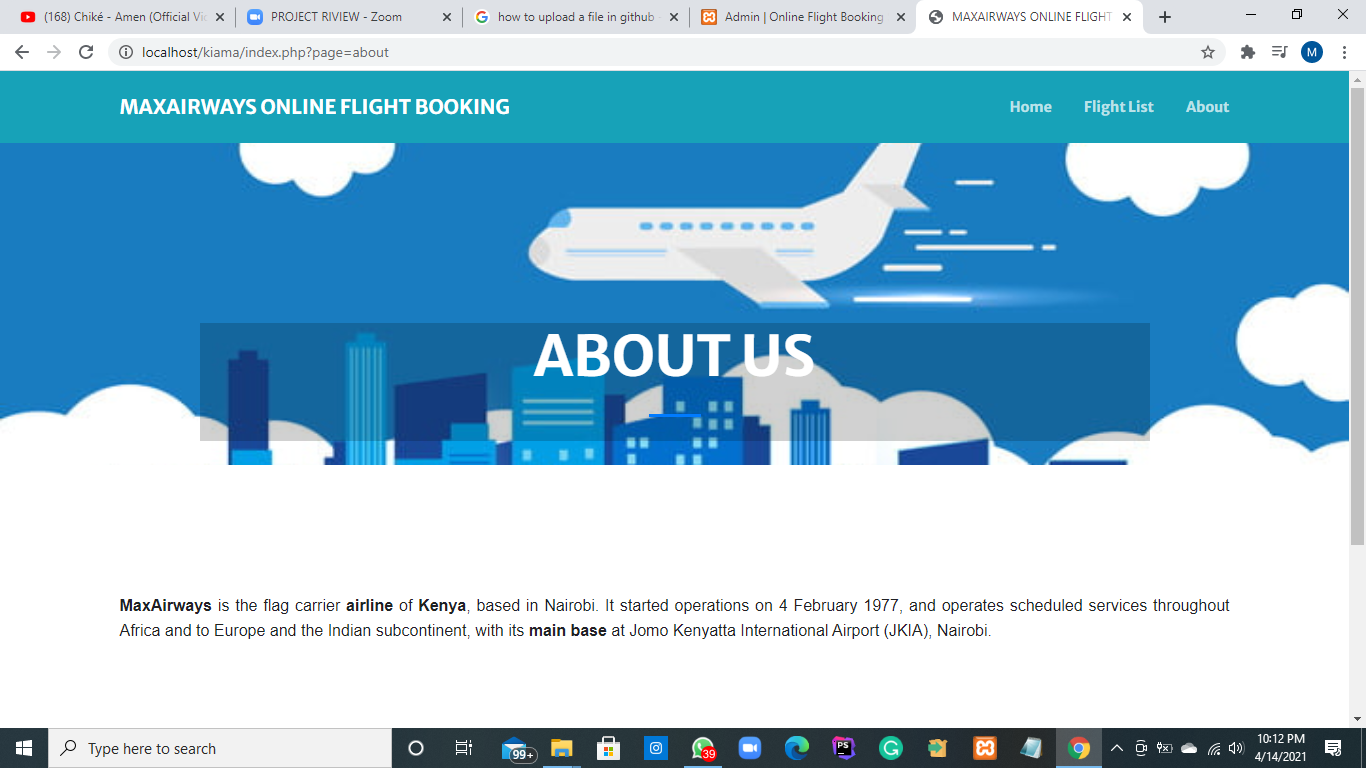 (168) Chiké - Amen (Official Vi
PROJECT RIVIEW - Zoom
how to upload a file in github
Admin | Online Flight Booking
MAXAIRWAYS ONLINE FLIGHT
localhost/kiama/index.php?page=about
M
MAXAIRWAYS ONLINE FLIGHT BOOKING
Home
Flight List
About
ABOUT US
MaxAirways is the flag carrier airline of Kenya, based in Nairobi. It started operations on 4 February 1977, and operates scheduled services throughout
Africa and to Europe and the Indian subcontinent, with its main base at Jomo Kenyatta International Airport (JKIA), Nairobi.
Type here to search
99+
39
PS
10:12 PM
4/14/2021